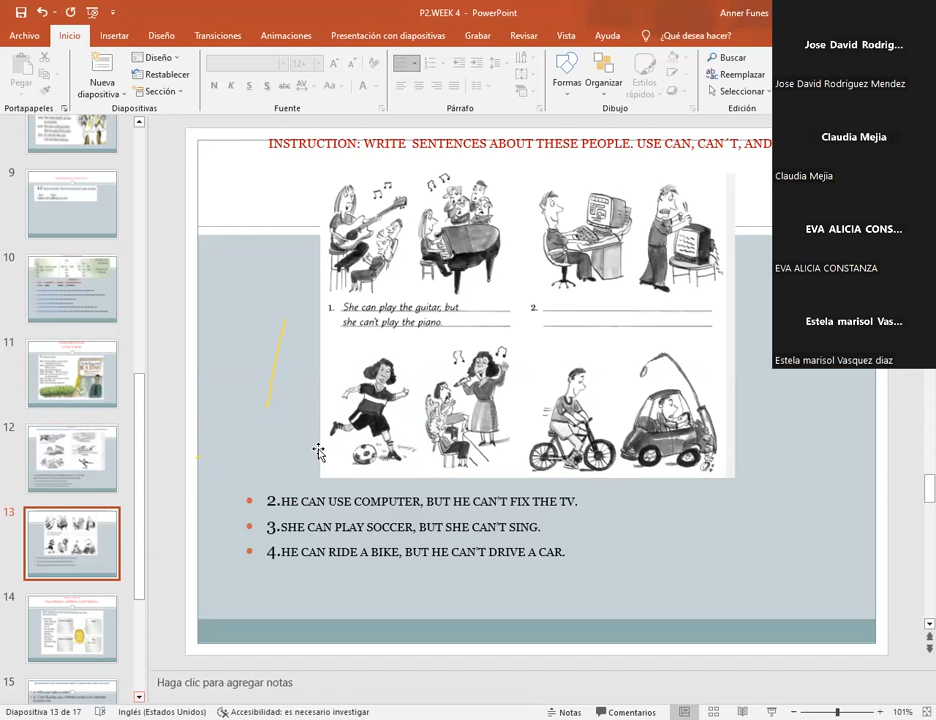 P2.WEEK 4 - PowerPoint
Anner Funes
Archivo Inicio Insertar Diseño Transiciones Animaciones Presentación con diapositivas Grabar Revisar Vista Ayuda ¿Qué desea hacer?
Pegar
Nueva diapositiva
Diseño
Restablecer
Sección
N K S abc AV Aa A
12
Formas
Organizar
Estilos rápidos
Buscar
Reemplazar
Seleccionar
Portapapeles Diapositivas Fuente Párrafo Dibujo Edición
Jose David Rodrig...
Jose David Rodriguez Mendez
Claudia Mejia
Claudia Mejia
EVA ALICIA CONS...
EVA ALICIA CONSTANZA
Estela marisol Vas...
Estela marisol Vasquez diaz
9
10
11
12
13
14
15
INSTRUCTION: WRITE SENTENCES ABOUT THESE PEOPLE. USE CAN, CAN´T, AND
1. She can play the guitar, but
she can't play the piano.
2.
2.HE CAN USE COMPUTER, BUT HE CAN'T FIX THE TV.
3.SHE CAN PLAY SOCCER, BUT SHE CAN'T SING.
4.HE CAN RIDE A BIKE, BUT HE CAN'T DRIVE A CAR.
Haga clic para agregar notas
Diapositiva 13 de 17 Inglés (Estados Unidos) Accesibilidad: es necesario investigar Notas Comentarios 101%